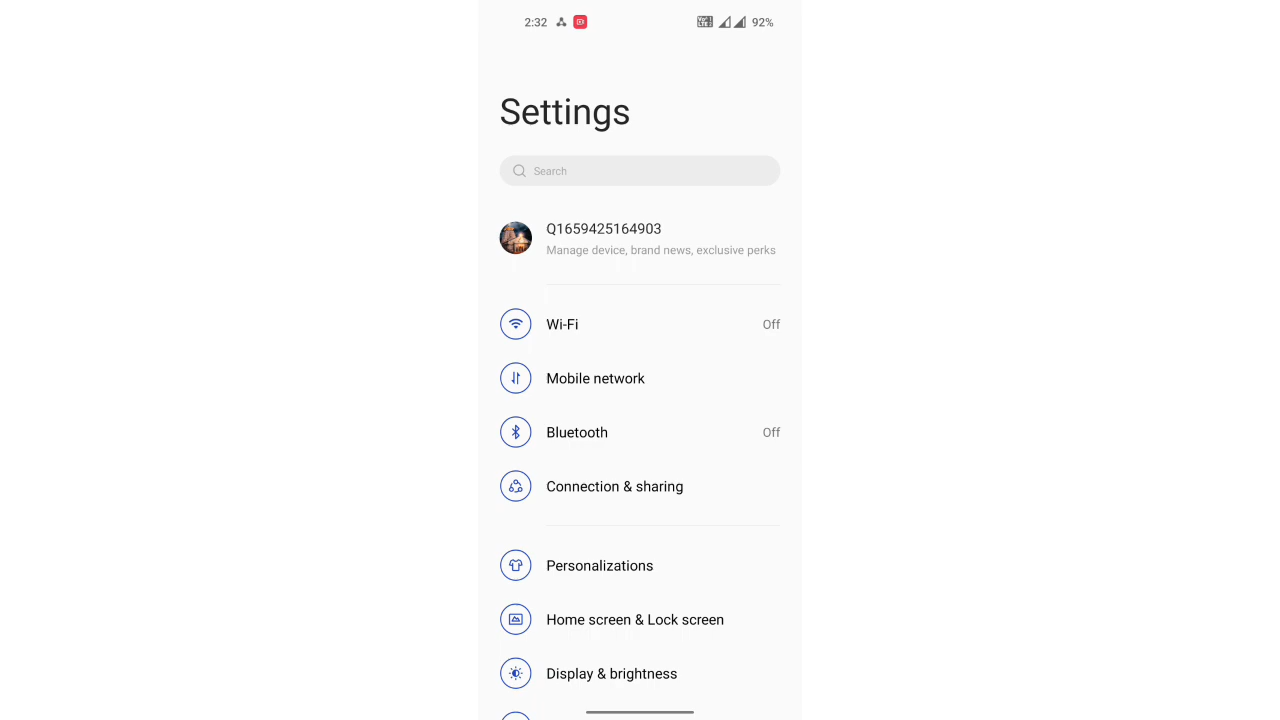 2:32 92%
Settings
Search
Q1659425164903
Manage device, brand news, exclusive perks
Wi-Fi Off
Mobile network
Bluetooth Off
Connection & sharing
Personalizations
Home screen & Lock screen
Display & brightness